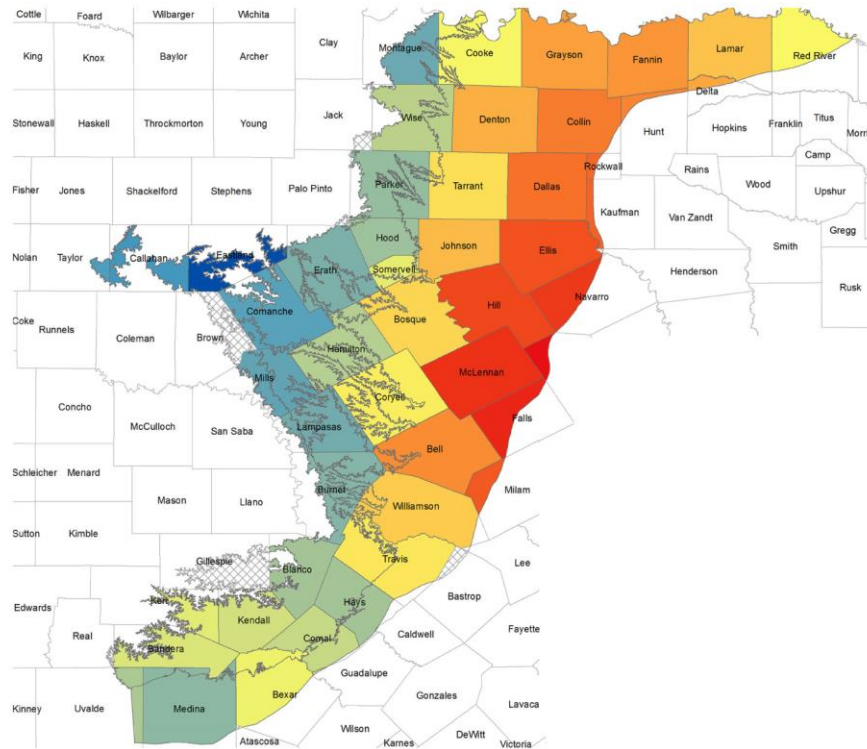 Cottle Foard Wilbarger Wichita
Clay
Montague Cooke Grayson Fannin Lamar Red River
King Knox Baylor Archer
Delta
Jack
Wise Denton Collin Hunt Hopkins Franklin Titus
Stonewall Haskell Throckmorton Young
Camp
Rockwall Rains
Fisher Jones Shackelford Stephens Palo Pinto Parker Tarrant Dallas Wood Upshur
Kaufman Van Zandt
Gregg
Hood
Nolan Taylor Callahan Eastland Johnson Ellis Smith
Erath Somervell Henderson
Rusk
Comanche Bosque Hill Navarro
Coke
Runnels Coleman Brown
Hamilton
Mills McLennan
Concho Coryell
Lampasas Falls
McCulloch San Saba
Bell
Schleicher Menard
Burnet Milam
Mason Llano Williamson
Sutton Kimble
Gillespie Blanco Travis Lee
Edwards Kerr Hays Bastrop
Real Kendall Comal Caldwell Fayette
Bandera
Guadalupe
Kinney Uvalde Medina Bexar Gonzales Lavaca
Wilson DeWitt
Atascosa Karnes Victoria